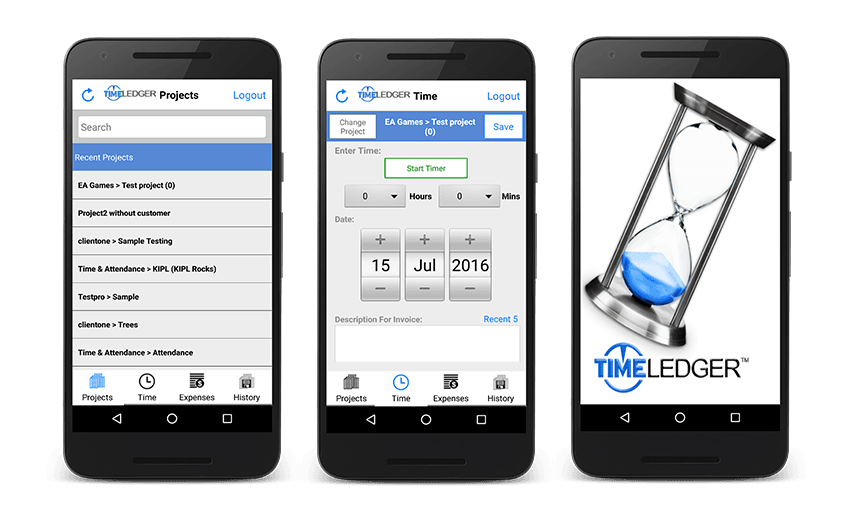 TIMELEDGER Projects
Logout
Search
Recent Projects
EA Games > Test project (0)
Project2 without customer
clientone > Sample Testing
Time & Attendance > KIPL (KIPL Rocks)
Testpro > Sample
clientone > Trees
Time & Attendance > Attendance
Projects Time Expenses History
TIMELEDGER Time
Logout
Change
Project
EA Games > Test project
(0)
Save
Enter Time:
Start Timer
0 Hours 0 Mins
Date:
+ + +
15 Jul 2016
− − −
Description For Invoice: Recent 5
Projects Time Expenses History
TIMELEDGER™